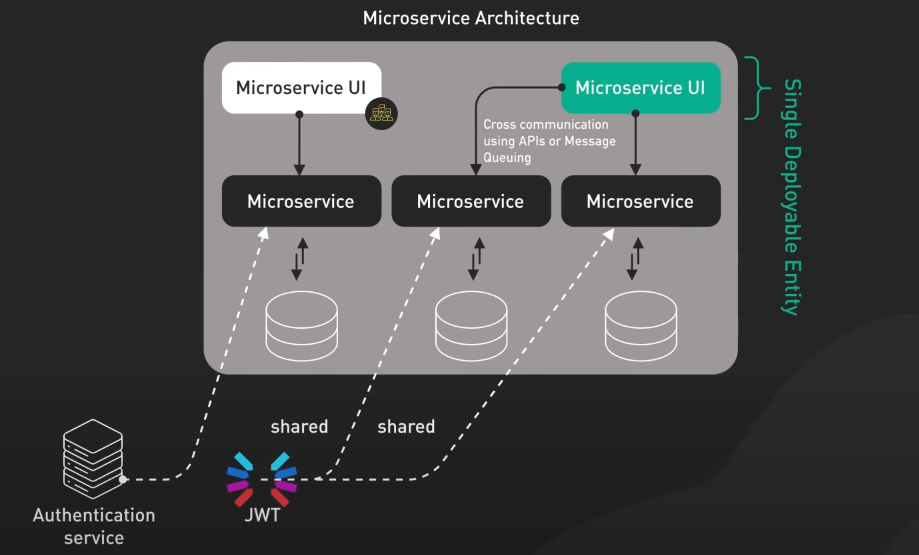 Microservice Architecture
Microservice UI
Microservice UI
Cross communication
using APIs or Message
Queuing
Single Deployable Entity
Microservice
Microservice
Microservice
shared
shared
Authentication
service
JWT